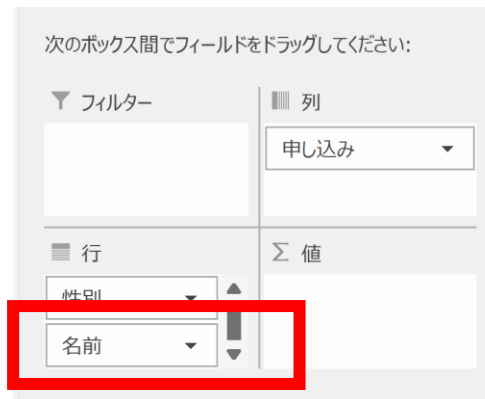 次のボックス間でフィールドをドラッグしてください:
フィルター
列
申し込み
行
Σ 値
性別
名前